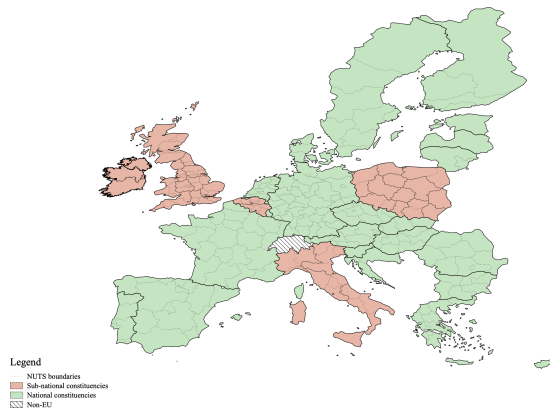 Legend
NUTS boundaries
Sub-national constituencies
National constituencies
Non-EU